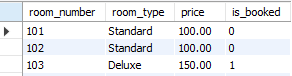 room_number room_type price is_booked
101 Standard 100.00 0
102 Standard 100.00 0
103 Deluxe 150.00 1